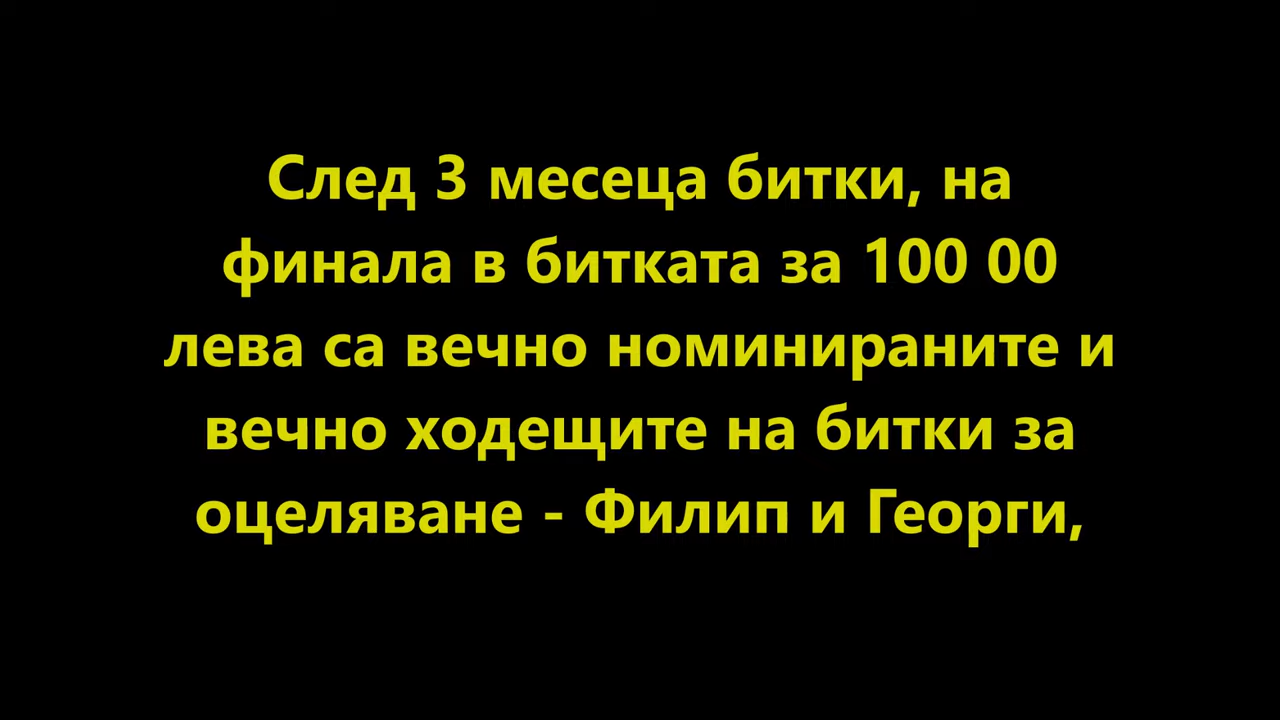 След 3 месеца битки, на
финала в битката за 100 00
лева са вечно номинираните и
вечно ходещите на битки за
оцеляване - Филип и Георги,